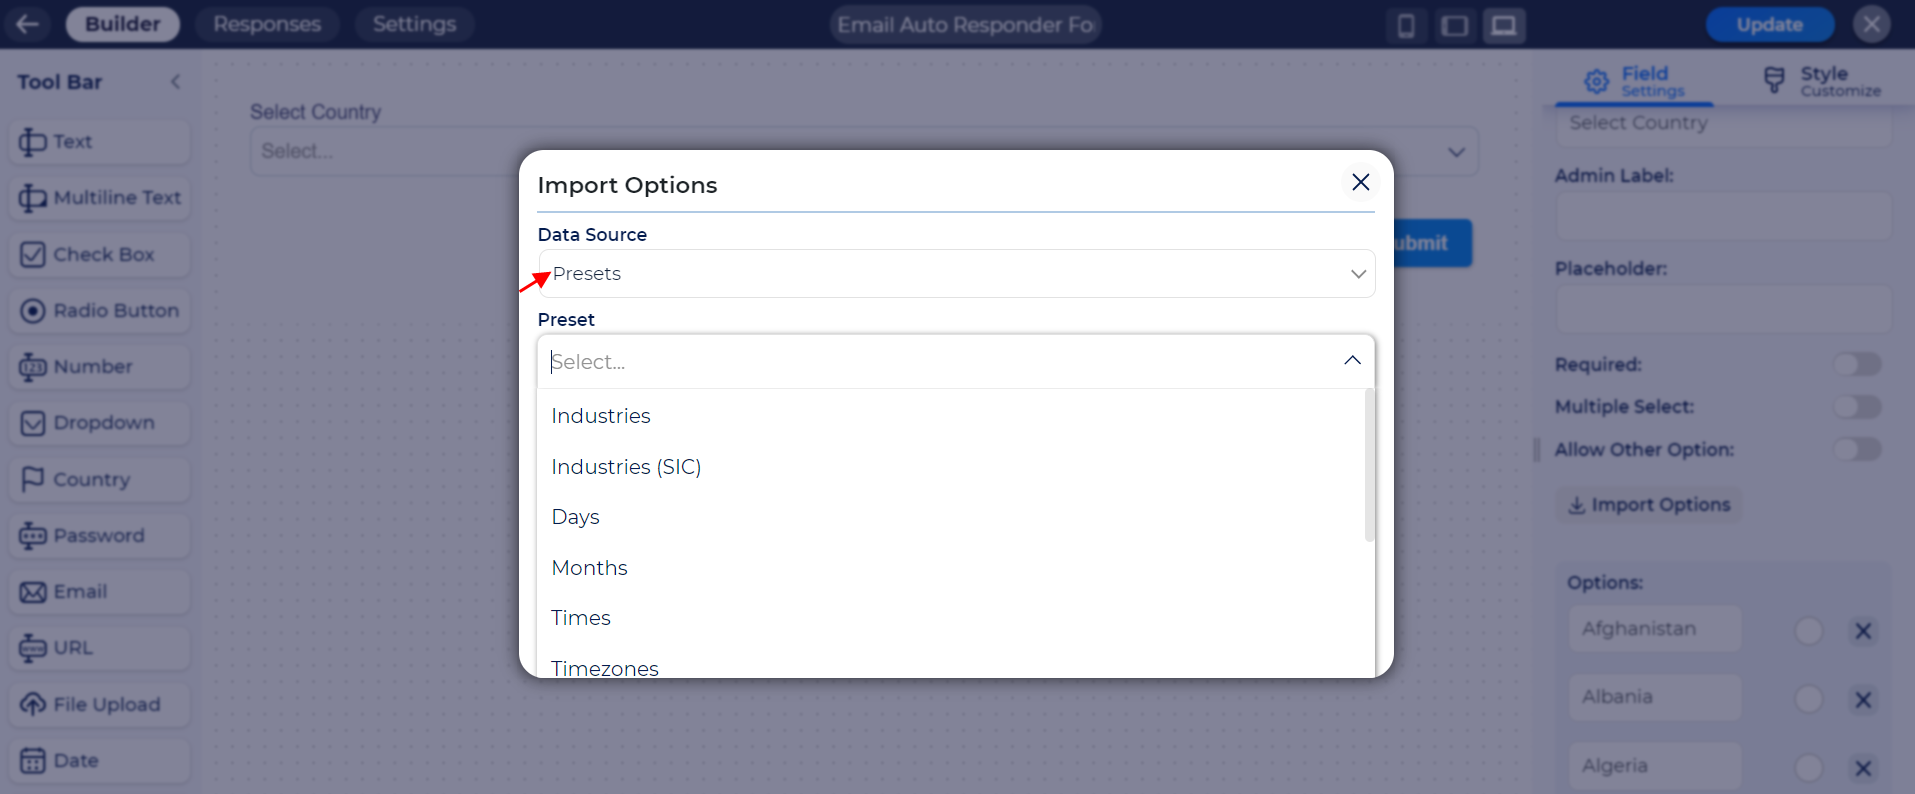 Builder
Responses
Settings
Email Auto Responder Fo
Update
Tool Bar
Text
Multiline Text
Check Box
Radio Button
123
Number
Dropdown
Country
Password
Email
www
URL
File Upload
Date
Select Country
Select...
ubmit
Import Options
Data Source
Presets
Preset
Select...
Industries
Industries (SIC)
Days
Months
Times
Timezones
Field
Settings
Style
Customize
Select Country
Admin Label:
Placeholder:
Required:
Multiple Select:
Allow Other Option:
Import Options
Options:
Afghanistan
Albania
Algeria